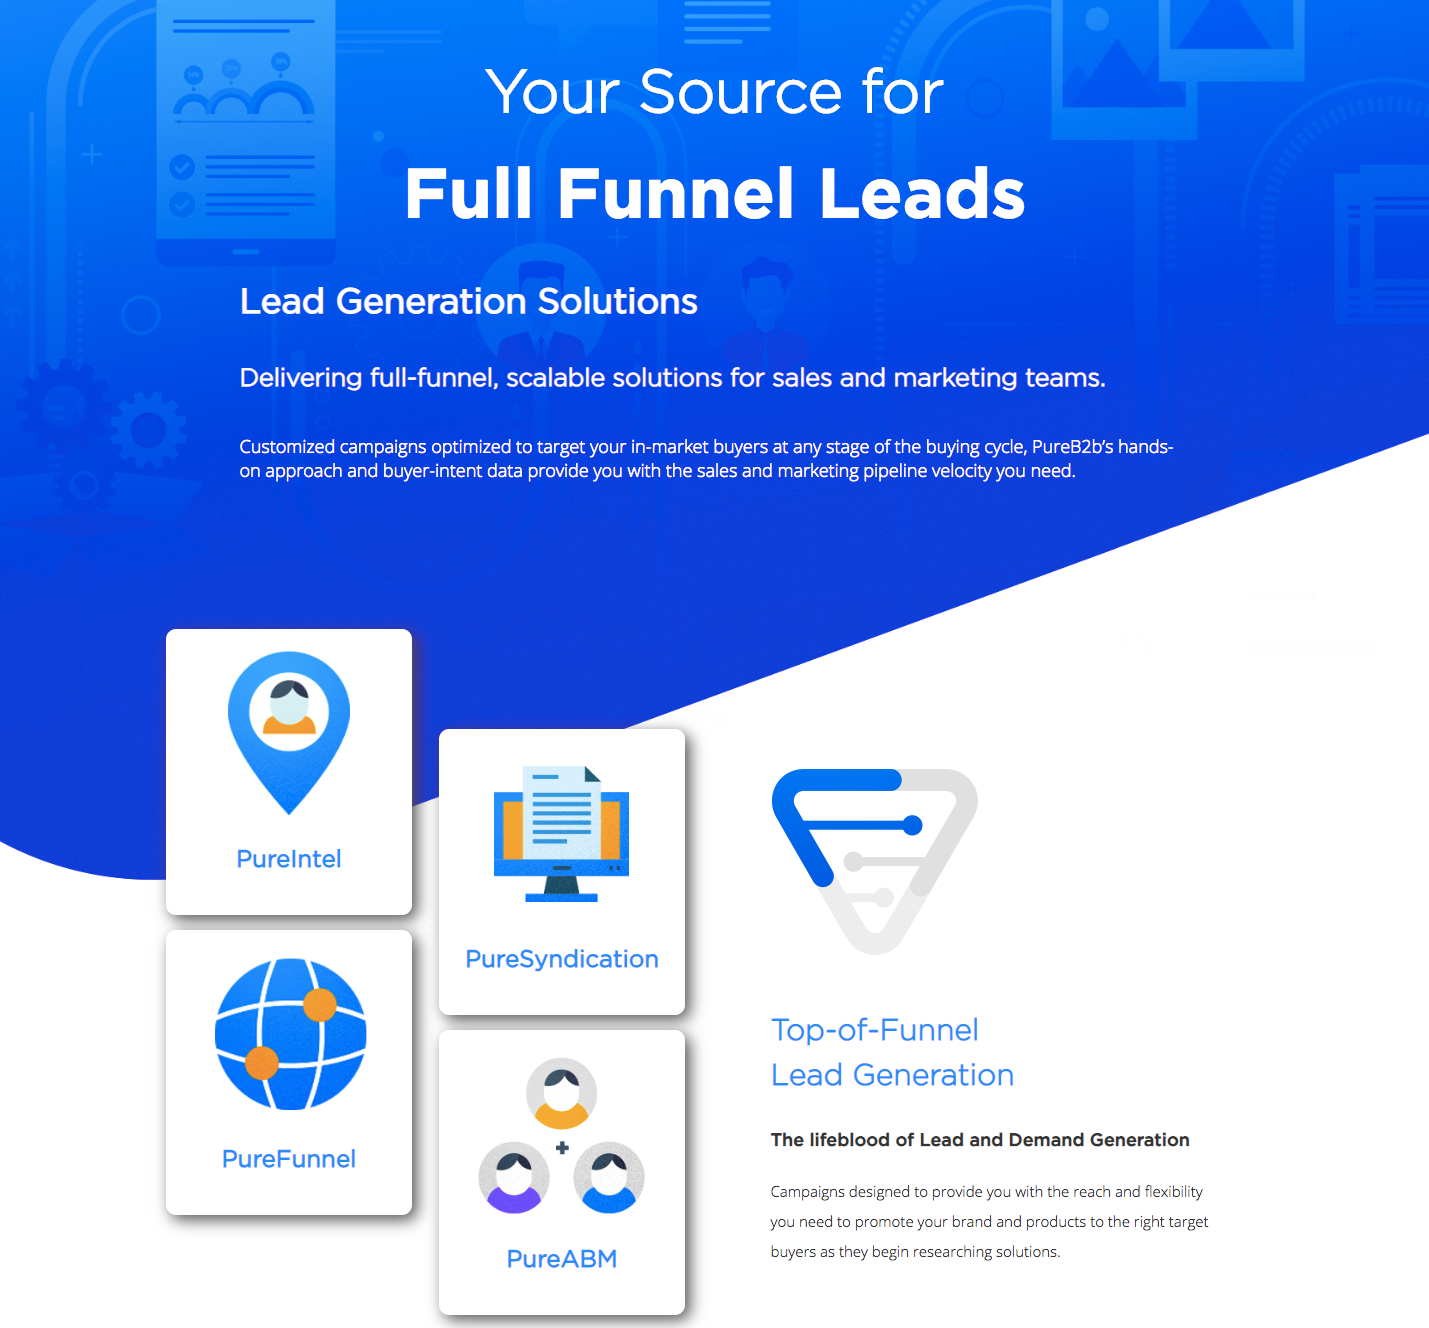 Your Source for
Full Funnel Leads
Lead Generation Solutions
Delivering full-funnel, scalable solutions for sales and marketing teams.
Customized campaigns optimized to target your in-market buyers at any stage of the buying cycle, PureB2b's hands-
on approach and buyer-intent data provide you with the sales and marketing pipeline velocity you need.
PureIntel
PureSyndication
PureFunnel
PureABM
Top-of-Funnel
Lead Generation
The lifeblood of Lead and Demand Generation
Campaigns designed to provide you with the reach and flexibility
you need to promote your brand and products to the right target
buyers as they begin researching solutions.